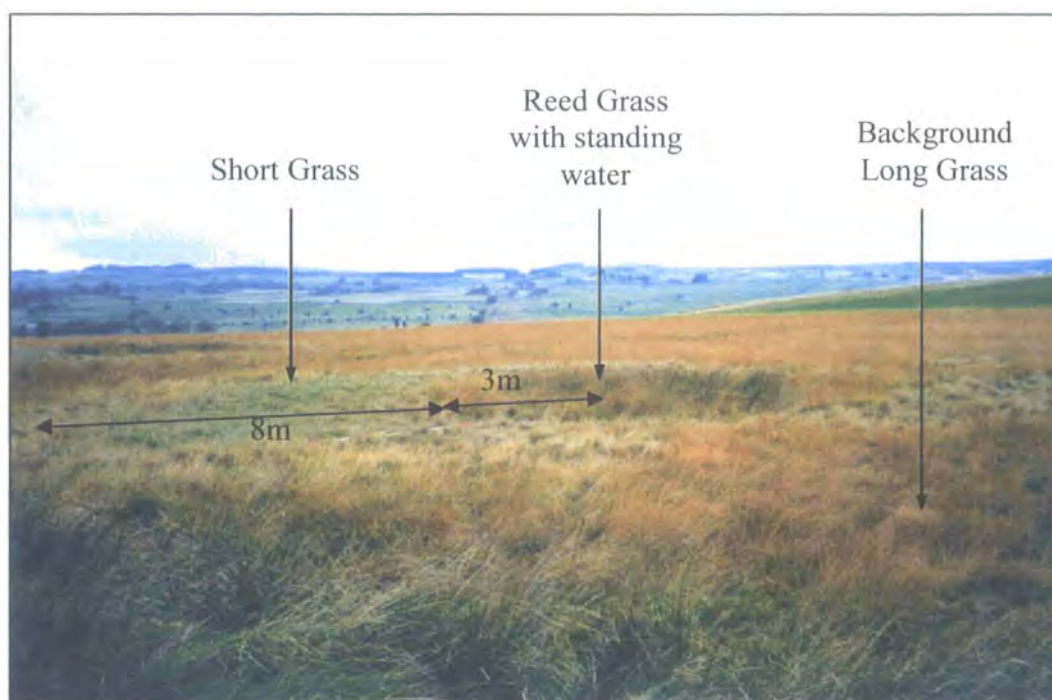 Short Grass
Reed Grass
with standing
water
Background
Long Grass
8m
3m